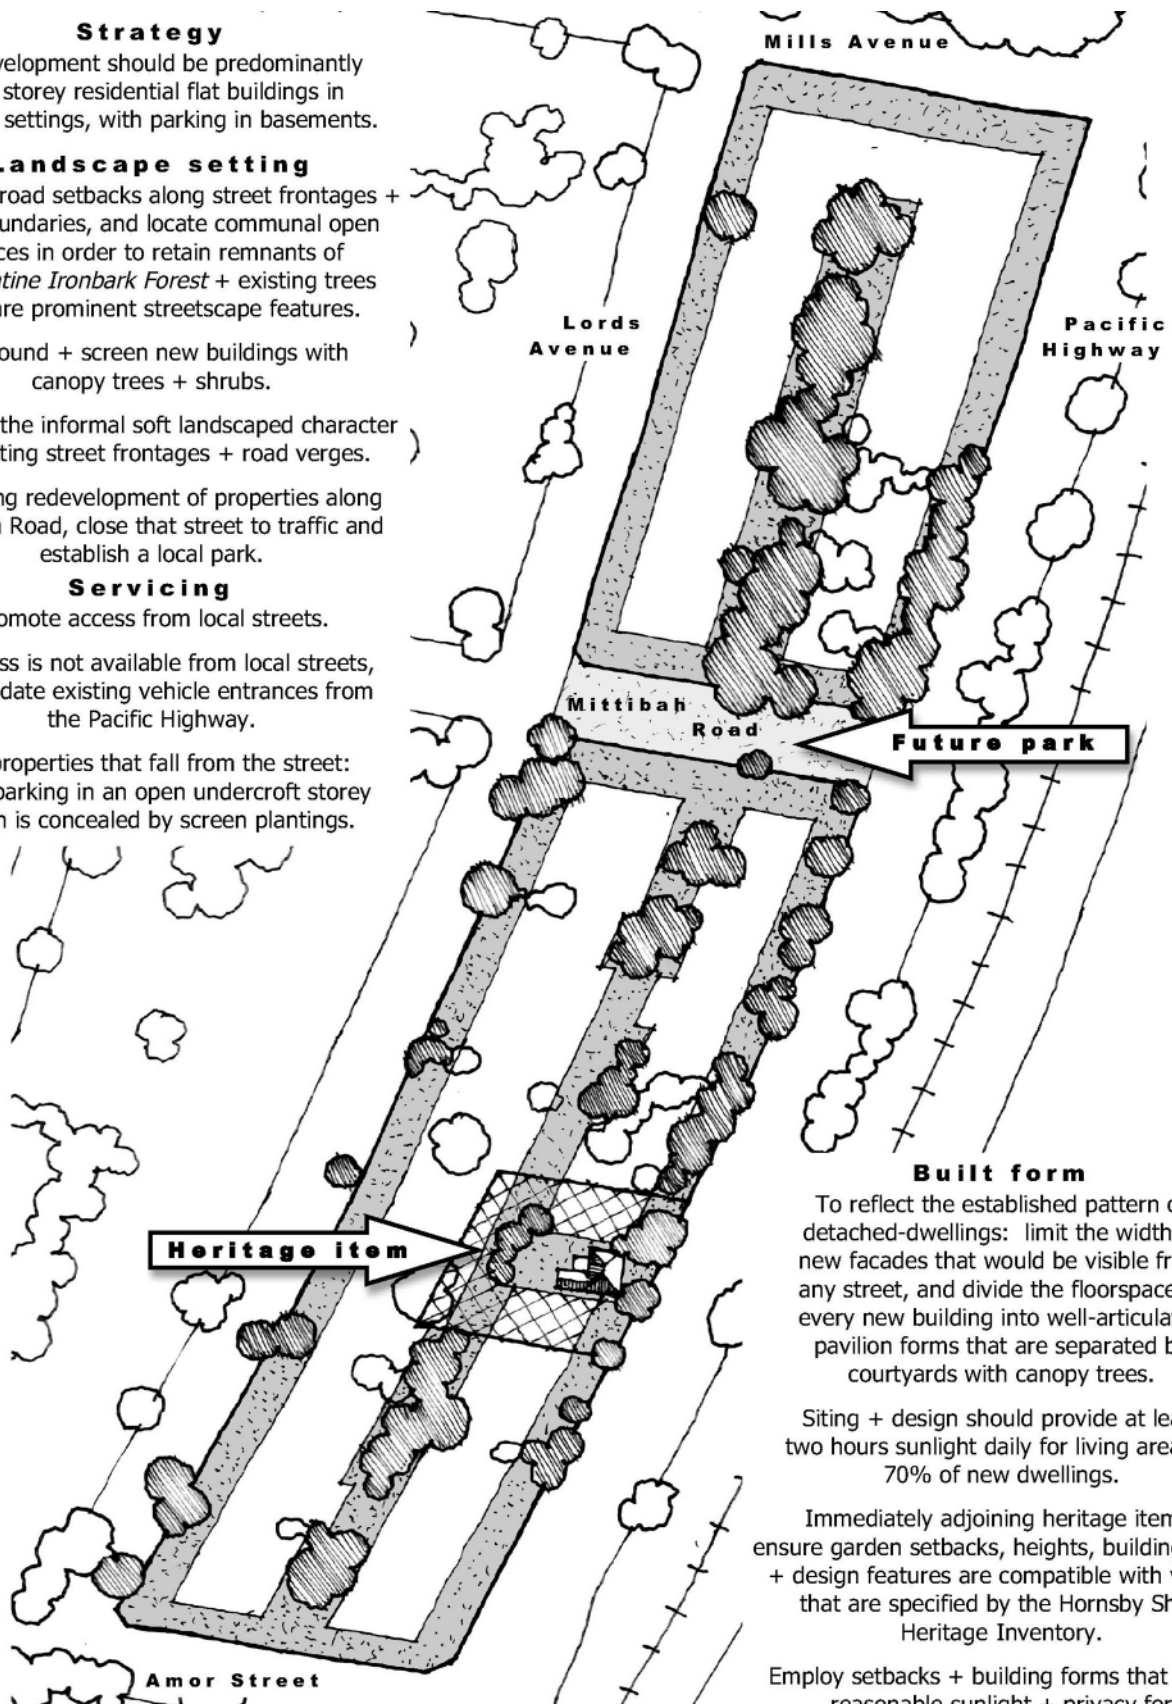 Strategy
velopment should be predominantly
storey residential flat buildings in
settings, with parking in basements.
Landscape setting
road setbacks along street frontages +
undaries, and locate communal open
ces in order to retain remnants of
ntine Ironbark Forest + existing trees
are prominent streetscape features.
ound + screen new buildings with
canopy trees + shrubs.
the informal soft landscaped character
ting street frontages + road verges.
ng redevelopment of properties along
Road, close that street to traffic and
establish a local park.
Servicing
omote access from local streets.
ss is not available from local streets,
date existing vehicle entrances from
the Pacific Highway.
properties that fall from the street:
parking in an open undercroft storey
is concealed by screen plantings.
Mills Avenue
Lords
Avenue
Pacific
Highway
Mittibah
Road
Future park
Heritage item
Amor Street
Built form
To reflect the established pattern o
detached-dwellings: limit the width
new facades that would be visible fr
any street, and divide the floorspace
every new building into well-articula
pavilion forms that are separated b
courtyards with canopy trees.
Siting + design should provide at lea
two hours sunlight daily for living area
70% of new dwellings.
Immediately adjoining heritage item
ensure garden setbacks, heights, building
+ design features are compatible with
that are specified by the Hornsby Sh
Heritage Inventory.
Employ setbacks + building forms that
reasonable sunlight + privacy for